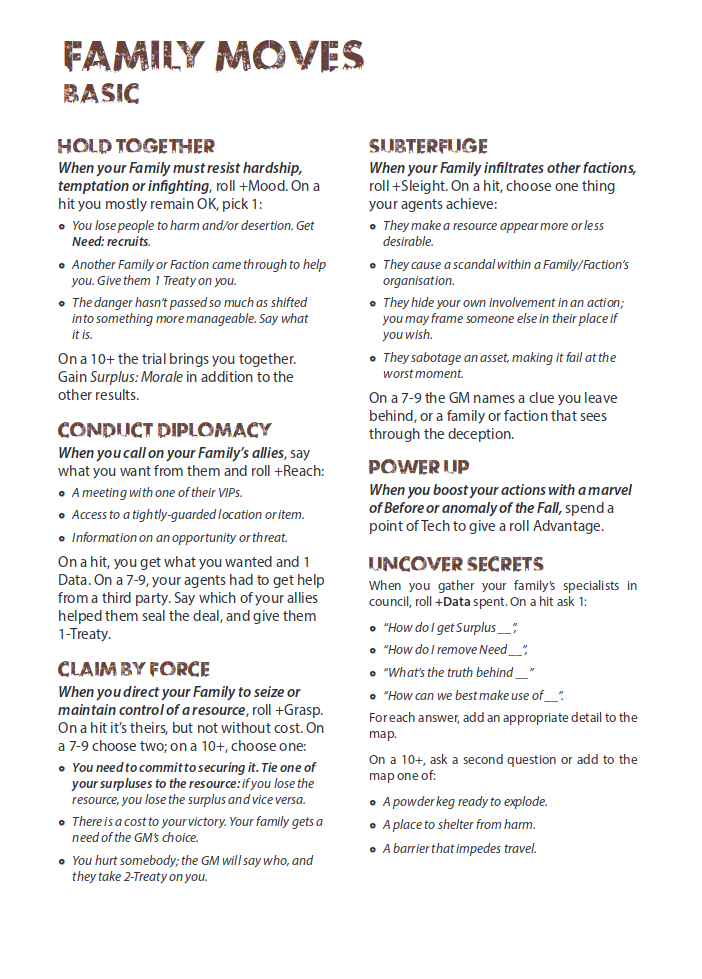 FAMILY MOVES
BASIC
HOLD TOGETHER
When your Family must resist hardship,
temptation or infighting, roll +Mood. On a
hit you mostly remain OK, pick 1:
You lose people to harm and/or desertion. Get
Need: recruits.
Another Family or Faction came through to help
you. Give them 1 Treaty on you.
The danger hasn't passed so much as shifted
into something more manageable. Say what
it is.
On a 10+ the trial brings you together.
Gain Surplus: Morale in addition to the
other results.
CONDUCT DIPLOMACY
When you call on your Family's allies, say
what you want from them and roll +Reach:
A meeting with one of their VIPs.
Access to a tightly-guarded location or item.
Information on an opportunity or threat.
On a hit, you get what you wanted and 1
Data. On a 7-9, your agents had to get help
from a third party. Say which of your allies
helped them seal the deal, and give them
1-Treaty.
CLAIM BY FORCE
When you direct your Family to seize or
maintain control of a resource, roll +Grasp.
On a hit it's theirs, but not without cost. On
a 7-9 choose two; on a 10+, choose one:
You need to commit to securing it. Tie one of
your surpluses to the resource: if you lose the
resource, you lose the surplus and vice versa.
There is a cost to your victory. Your family gets a
need of the GM's choice.
You hurt somebody; the GM will say who, and
they take 2-Treaty on you.
SUBTERFUGE
When your Family infiltrates other factions,
roll +Sleight. On a hit, choose one thing
your agents achieve:
They make a resource appear more or less
desirable.
They cause a scandal within a Family/Faction's
organisation.
They hide your own involvement in an action;
you may frame someone else in their place if
you wish.
They sabotage an asset, making it fail at the
worst moment.
On a 7-9 the GM names a clue you leave
behind, or a family or faction that sees
through the deception.
POWER UP
When you boost your actions with a marvel
of Before or anomaly of the Fall, spend a
point of Tech to give a roll Advantage.
UNCOVER SECRETS
When you gather your family's specialists in
council, roll +Data spent. On a hit ask 1:
"How do I get Surplus __",
"How do I remove Need __",
"What's the truth behind __"
"How can we best make use of __".
For each answer, add an appropriate detail to the
map.
On a 10+, ask a second question or add to the
map one of:
A powder keg ready to explode.
A place to shelter from harm.
A barrier that impedes travel.